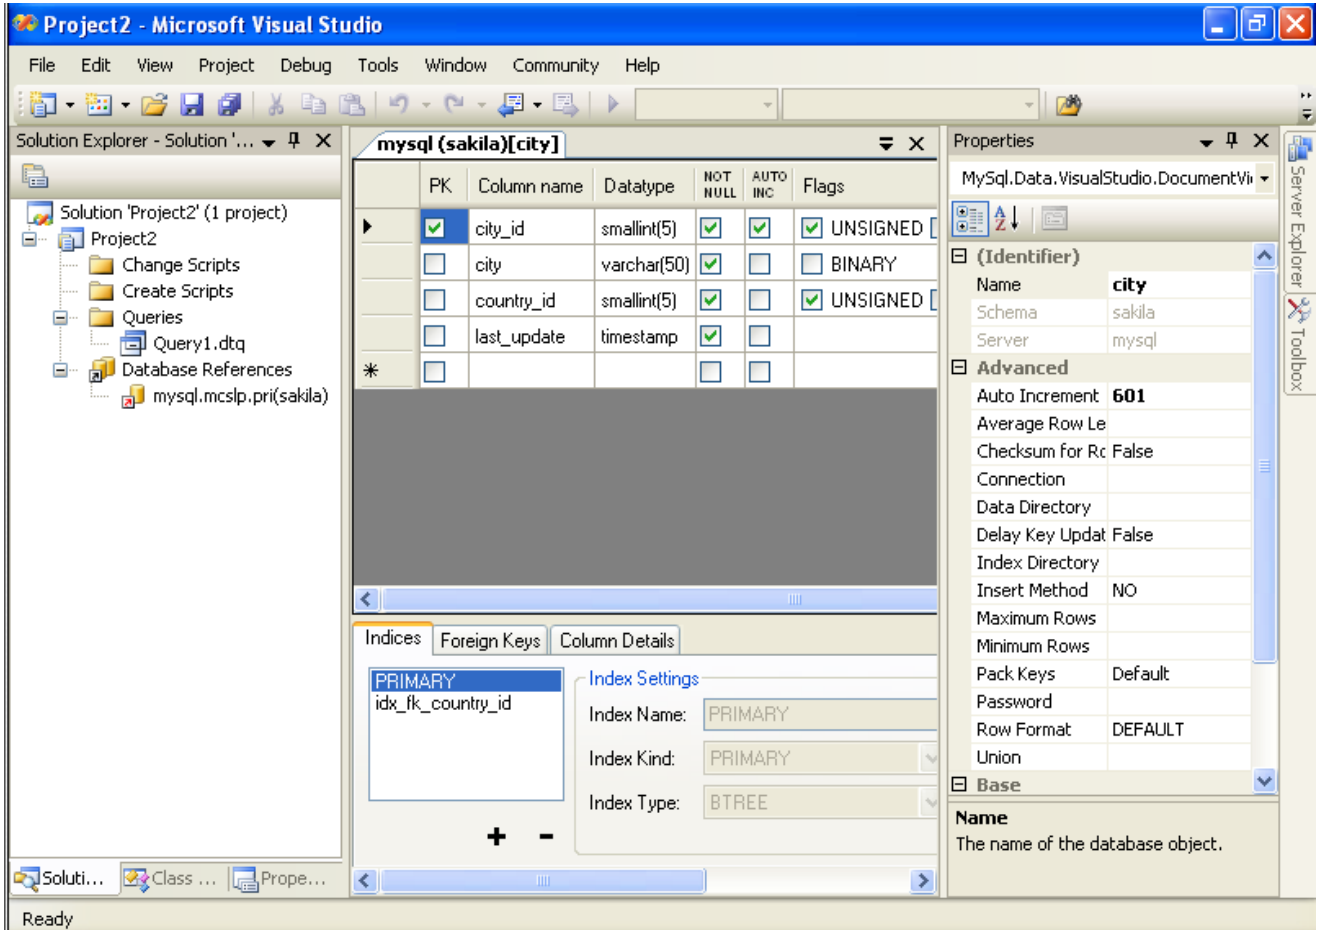 Project2 - Microsoft Visual Studio
File Edit View Project Debug Tools Window Community Help
Solution Explorer - Solution '...
Solution 'Project2' (1 project)
Project2
Change Scripts
Create Scripts
Queries
Query1.dtq
Database References
mysql.mcslp.pri(sakila)
Soluti... Class ... Prope...
mysql (sakila)[city]
PK Column name Datatype NOT NULL AUTO INC Flags
city_id smallint(5) UNSIGNED
city varchar(50) BINARY
country_id smallint(5) UNSIGNED
last_update timestamp
Indices Foreign Keys Column Details
PRIMARY
idx_fk_country_id
Index Settings
Index Name: PRIMARY
Index Kind: PRIMARY
Index Type: BTREE
Properties
MySql.Data.VisualStudio.DocumentVi
(Identifier)
Name city
Schema sakila
Server mysql
Advanced
Auto Increment 601
Average Row Le
Checksum for Ro False
Connection
Data Directory
Delay Key Updat False
Index Directory
Insert Method NO
Maximum Rows
Minimum Rows
Pack Keys Default
Password
Row Format DEFAULT
Union
Base
Name
The name of the database object.
Server Explorer
Toolbox
Ready